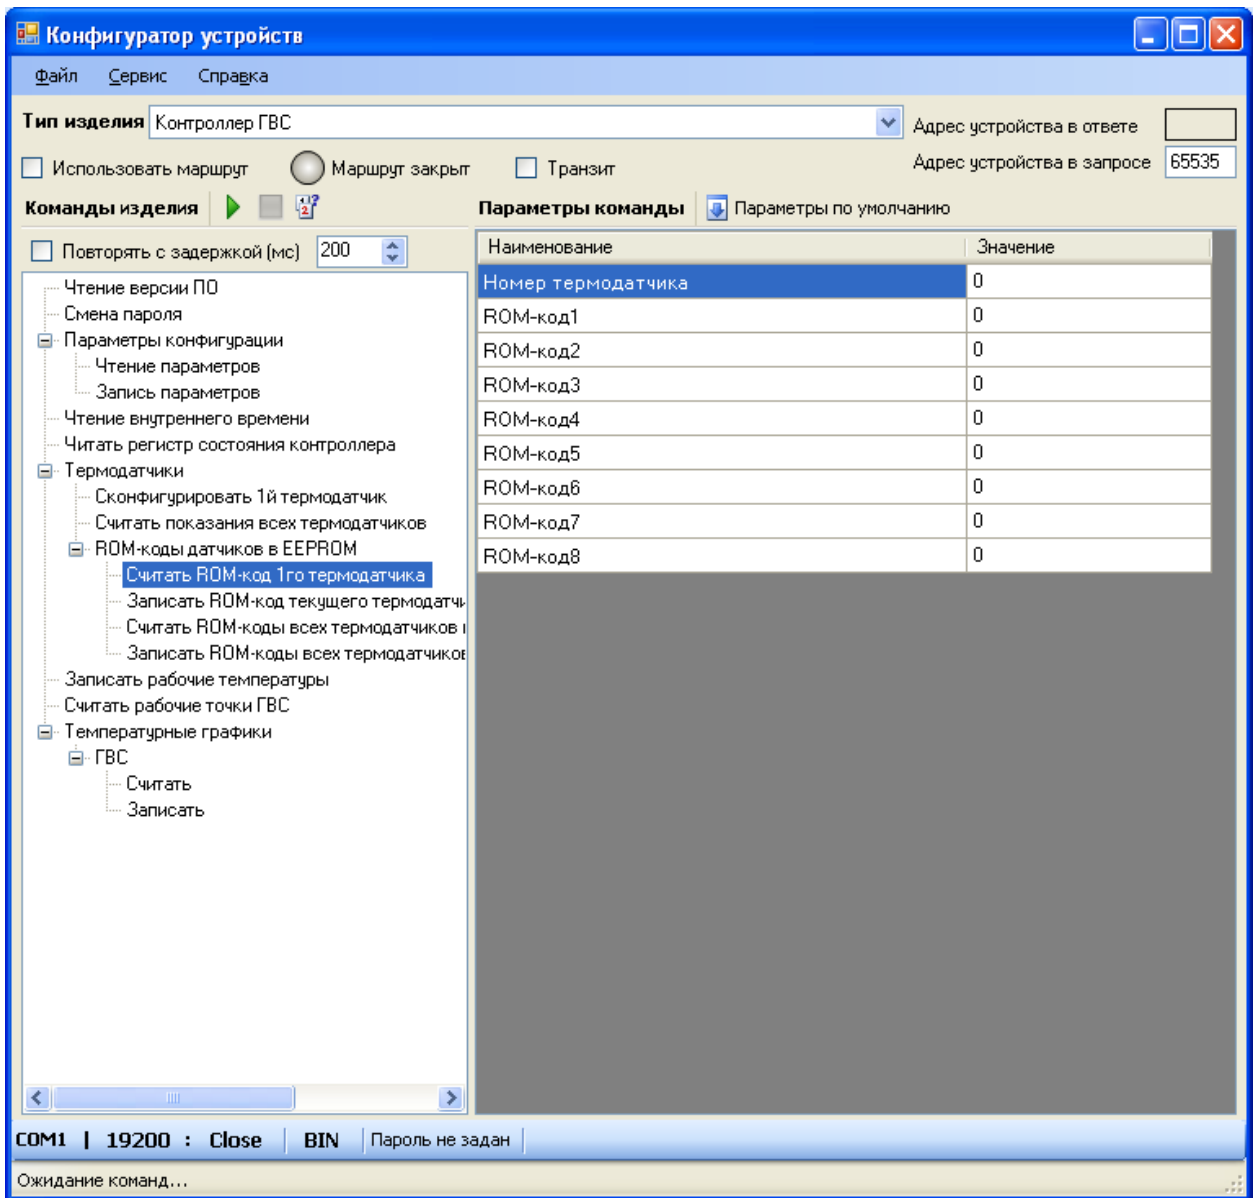 Конфигуратор устройств
Файл Сервис Справка
Тип изделия Контроллер ГВС Адрес устройства в ответе
Использовать маршрут Маршрут закрыт Транзит Адрес устройства в запросе 65535
Команды изделия Параметры команды Параметры по умолчанию
Повторять с задержкой (мс) 200
Наименование Значение
Чтение версии ПО
Смена пароля
Параметры конфигурации
Чтение параметров
Запись параметров
Чтение внутреннего времени
Читать регистр состояния контроллера
Термодатчики
Сконфигурировать 1й термодатчик
Считать показания всех термодатчиков
ROM-коды датчиков в EEPROM
Считать ROM-код 1го термодатчика
Записать ROM-код текущего термодатчи
Считать ROM-коды всех термодатчиков
Записать ROM-коды всех термодатчиков
Записать рабочие температуры
Считать рабочие точки ГВС
Температурные графики
ГВС
Считать
Записать
Номер термодатчика 0
ROM-код1 0
ROM-код2 0
ROM-код3 0
ROM-код4 0
ROM-код5 0
ROM-код6 0
ROM-код7 0
ROM-код8 0
COM1 | 19200 : Close BIN Пароль не задан
Ожидание команд...